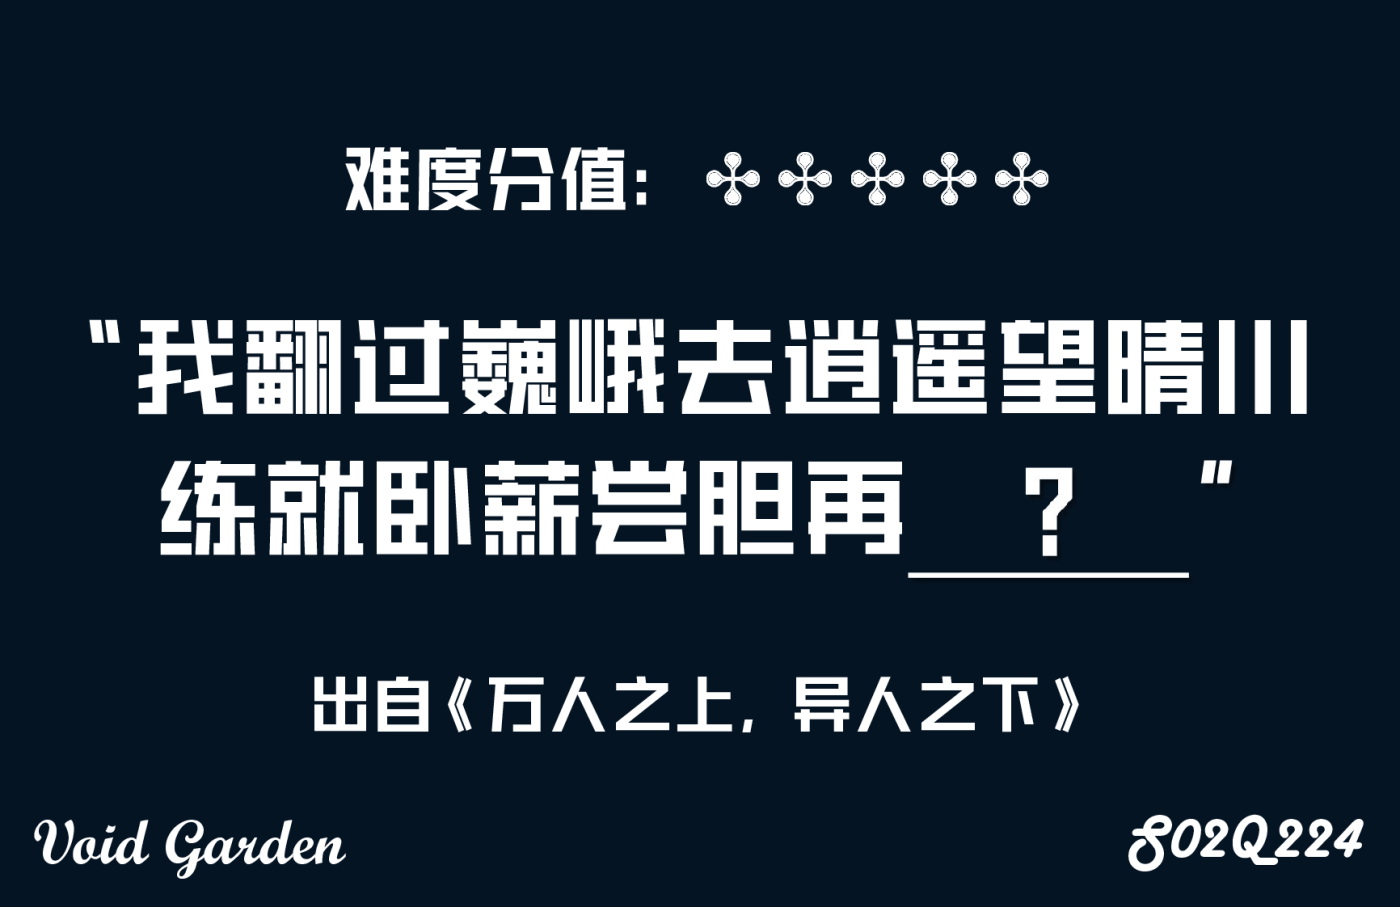 难度分值：
“我翻过巍峨去逍遥望晴川
练就卧薪尝胆再 ？ ”
出自《万人之上，异人之下》
Void Garden
S02Q224